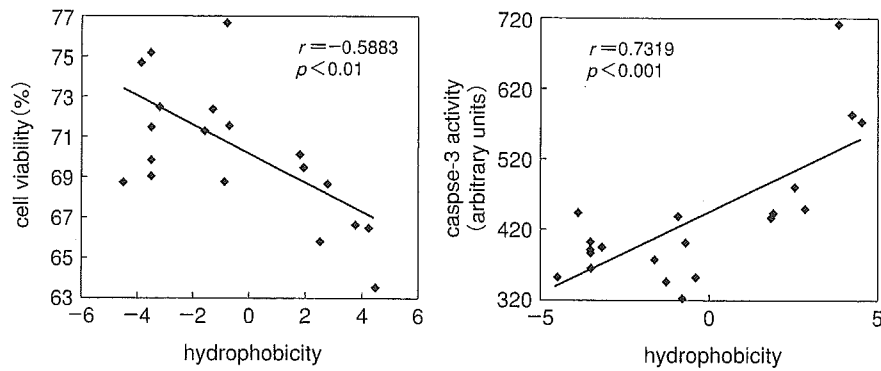 77
75
73
71
69
67
65
63
cell viability (%)
r=−0.5883
p<0.01
−6
−4
−2
0
2
4
6
hydrophobicity
720
620
520
420
320
caspse-3 activity
(arbitrary units)
r=0.7319
p<0.001
−5
0
5
hydrophobicity